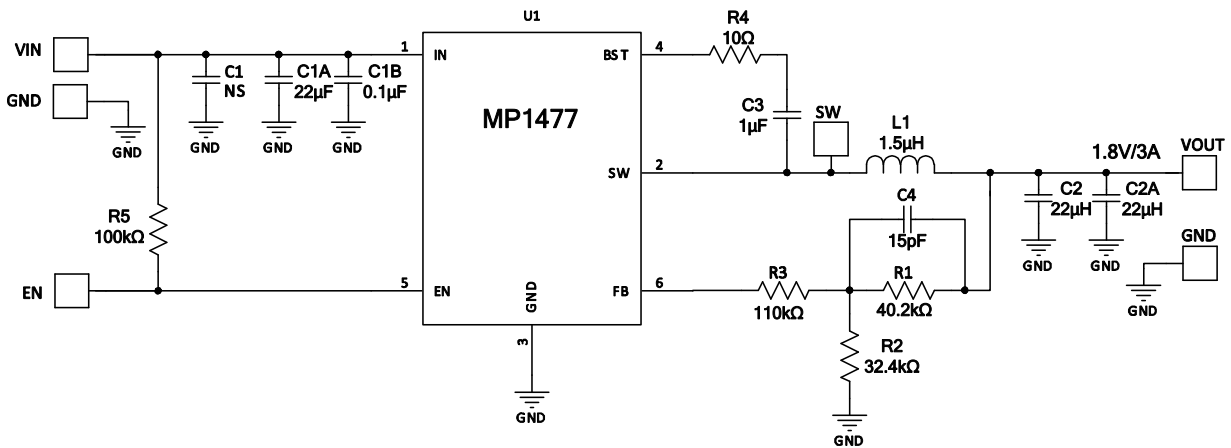 U1
VIN
GND
GND
C1
NS
GND
C1A
22µF
GND
C1B
0.1µF
GND
R5
100kΩ
EN
1
IN
5
EN
MP1477
GND
3
GND
BST
4
SW
2
FB
6
R4
10Ω
C3
1µF
SW
L1
1.5µH
1.8V/3A
VOUT
C4
15pF
C2
22µH
GND
C2A
22µH
GND
GND
GND
R3
110kΩ
R1
40.2kΩ
R2
32.4kΩ
GND